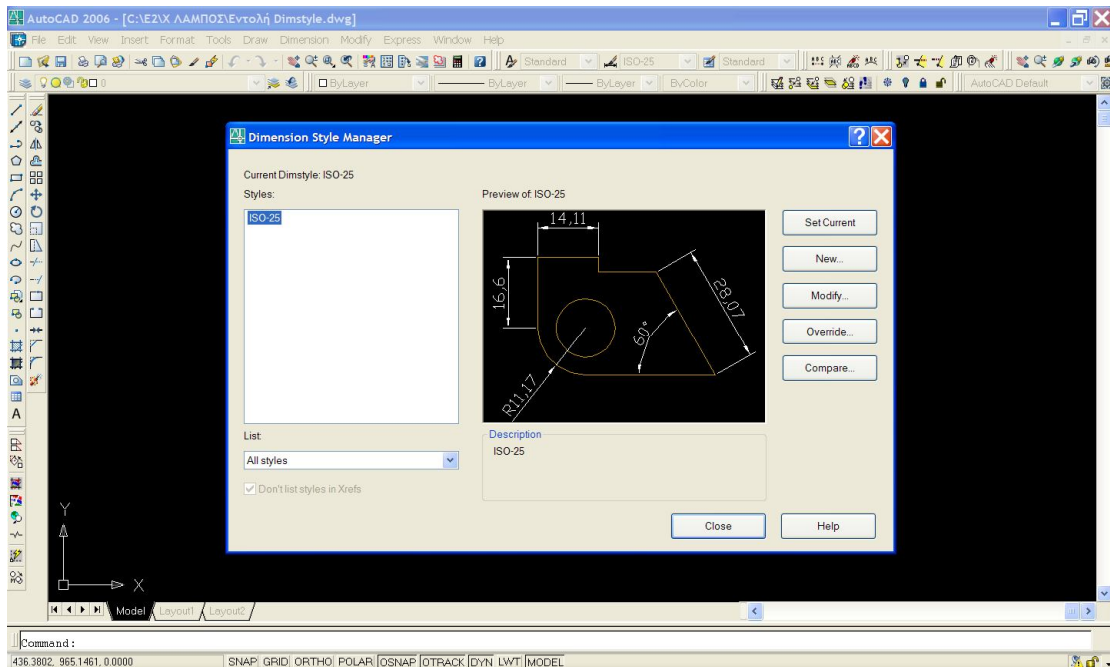 AutoCAD 2006 - [C:\E2\Χ ΛΑΜΠΟΣ\Εντολή Dimstyle.dwg]
File Edit View Insert Format Tools Draw Dimension Modify Express Window Help
Standard ISO-25 Standard
0 ByLayer ByLayer ByLayer ByColor AutoCAD Default
Dimension Style Manager
Current Dimstyle: ISO-25
Styles: Preview of: ISO-25
ISO-25
14,11
16,6
28,07
60°
R11,17
Set Current
New...
Modify...
Override...
Compare...
List:
All styles
Don't list styles in Xrefs
Description
ISO-25
Close Help
A
Y
X
Model Layout1 Layout2
Command:
436.3802, 965.1461, 0.0000 SNAP GRID ORTHO POLAR OSNAP OTRACK DYN LWT MODEL